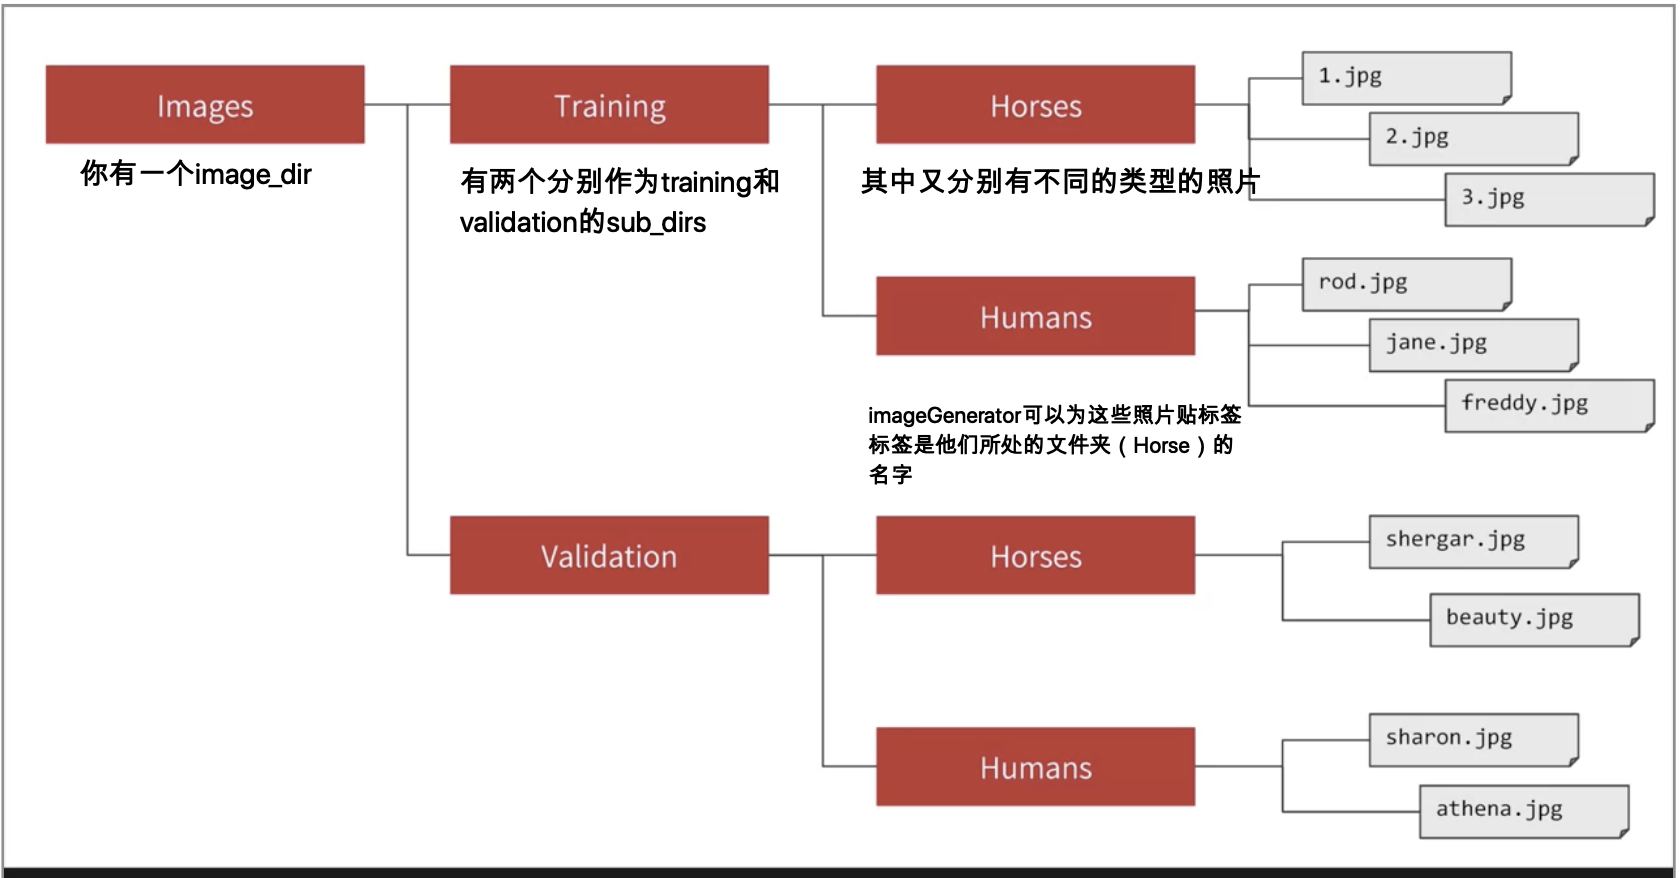 Images
你有一个image_dir
Training
有两个分别作为training和
validation的sub_dirs
Horses
其中又分别有不同的类型的照片
1.jpg
2.jpg
3.jpg
Humans
rod.jpg
jane.jpg
freddy.jpg
imageGenerator可以为这些照片贴标签
标签是他们所处的文件夹（Horse）的
名字
Validation
Horses
shergar.jpg
beauty.jpg
Humans
sharon.jpg
athena.jpg